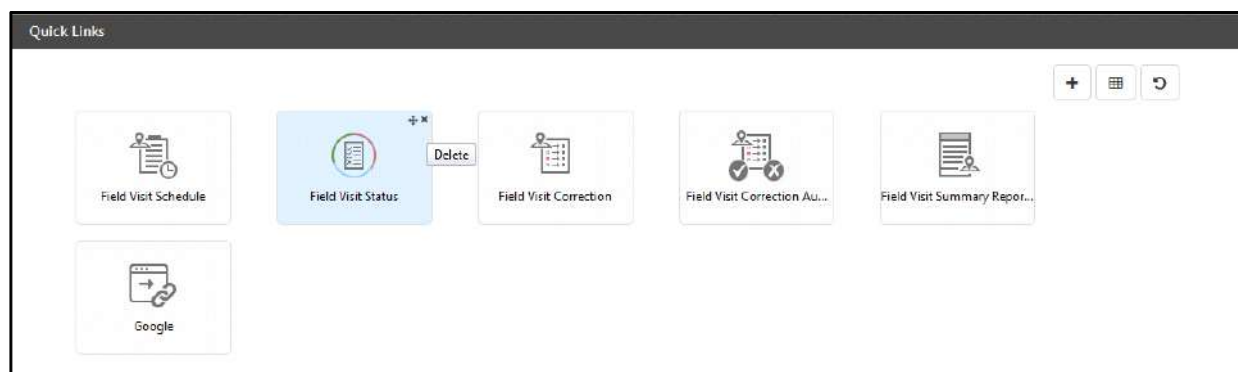 Quick Links
Delete
Field Visit Schedule
Field Visit Status
Field Visit Correction
Field Visit Correction Au...
Field Visit Summary Repor...
Google